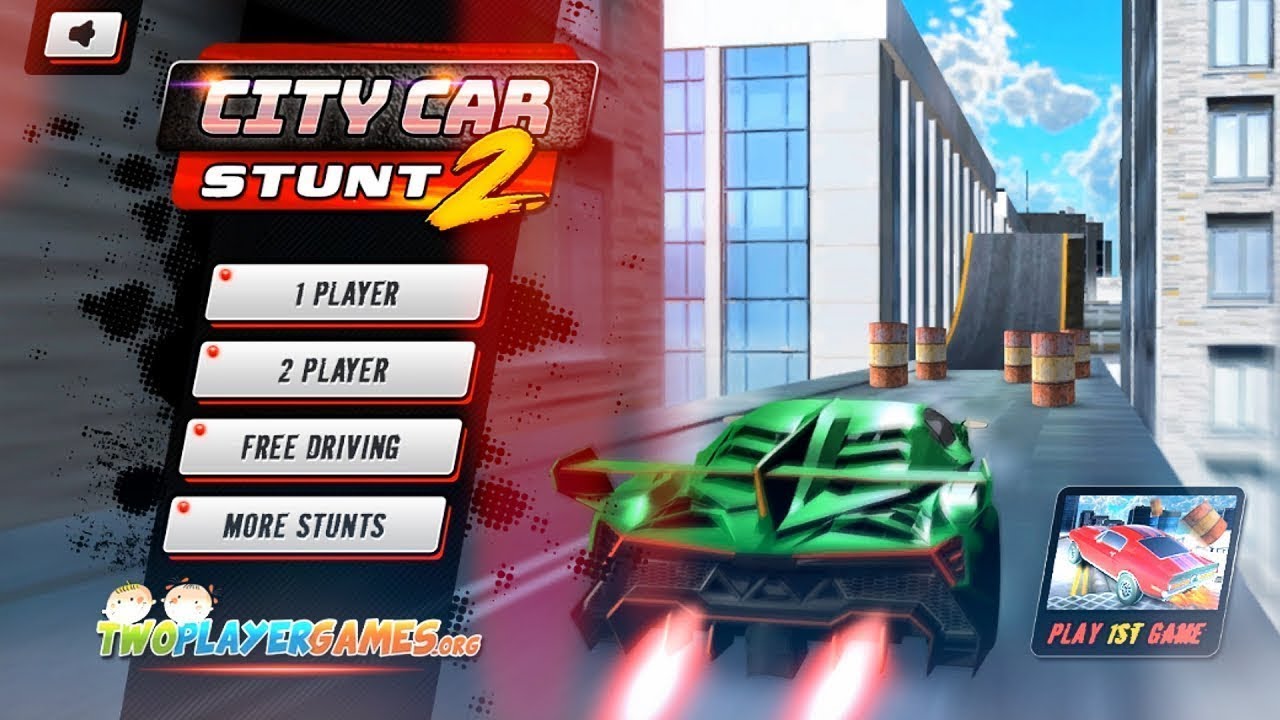 CITY CAR
STUNT 2
1 PLAYER
2 PLAYER
FREE DRIVING
MORE STUNTS
TWOPLAYERGAMES.ORG
PLAY 1ST GAME